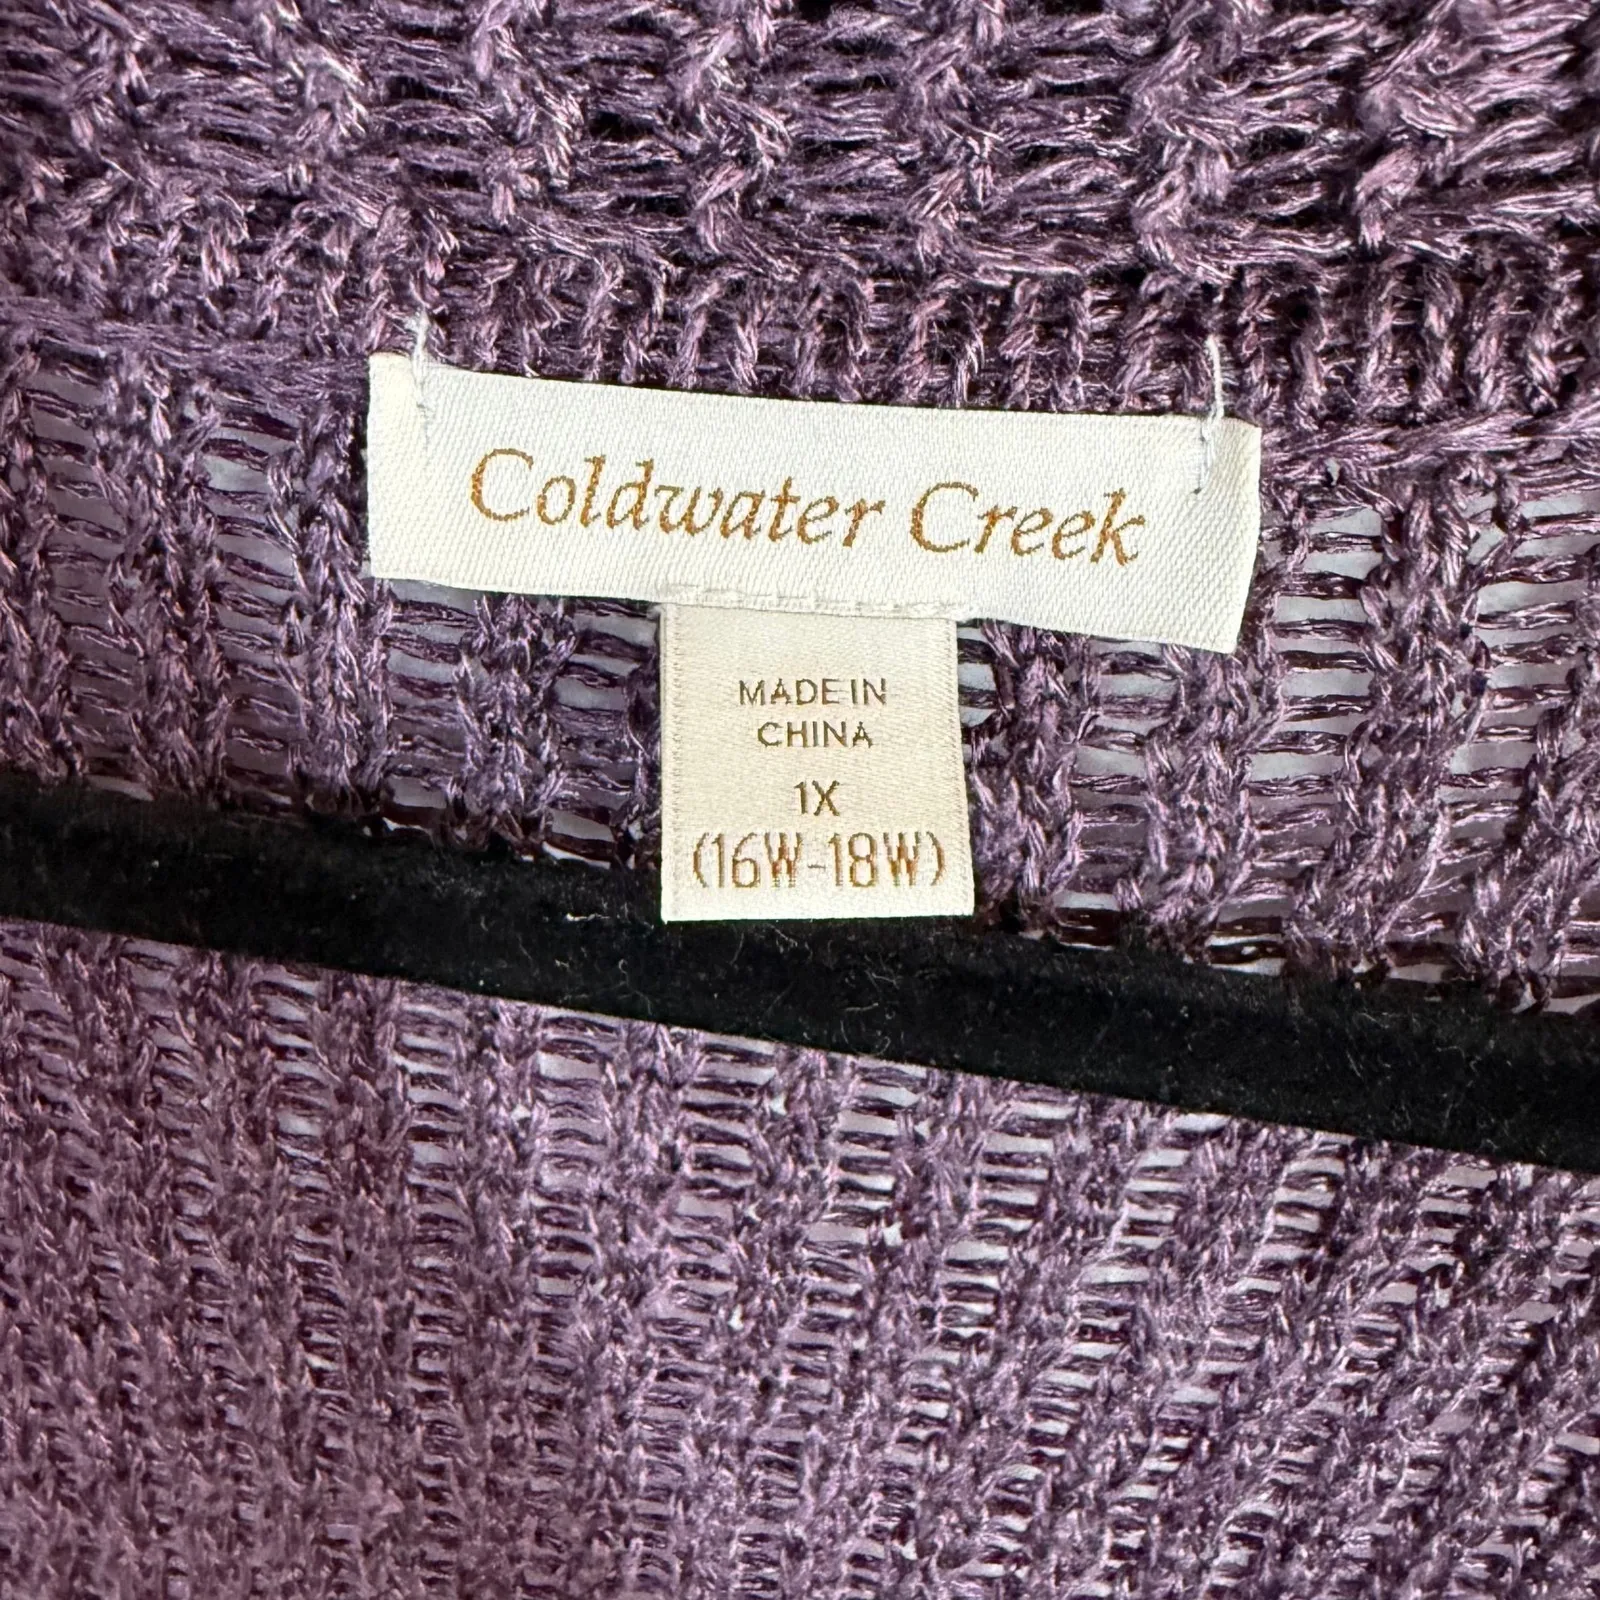 Coldwater Creek
MADE IN
CHINA
1X
(16W-18W)